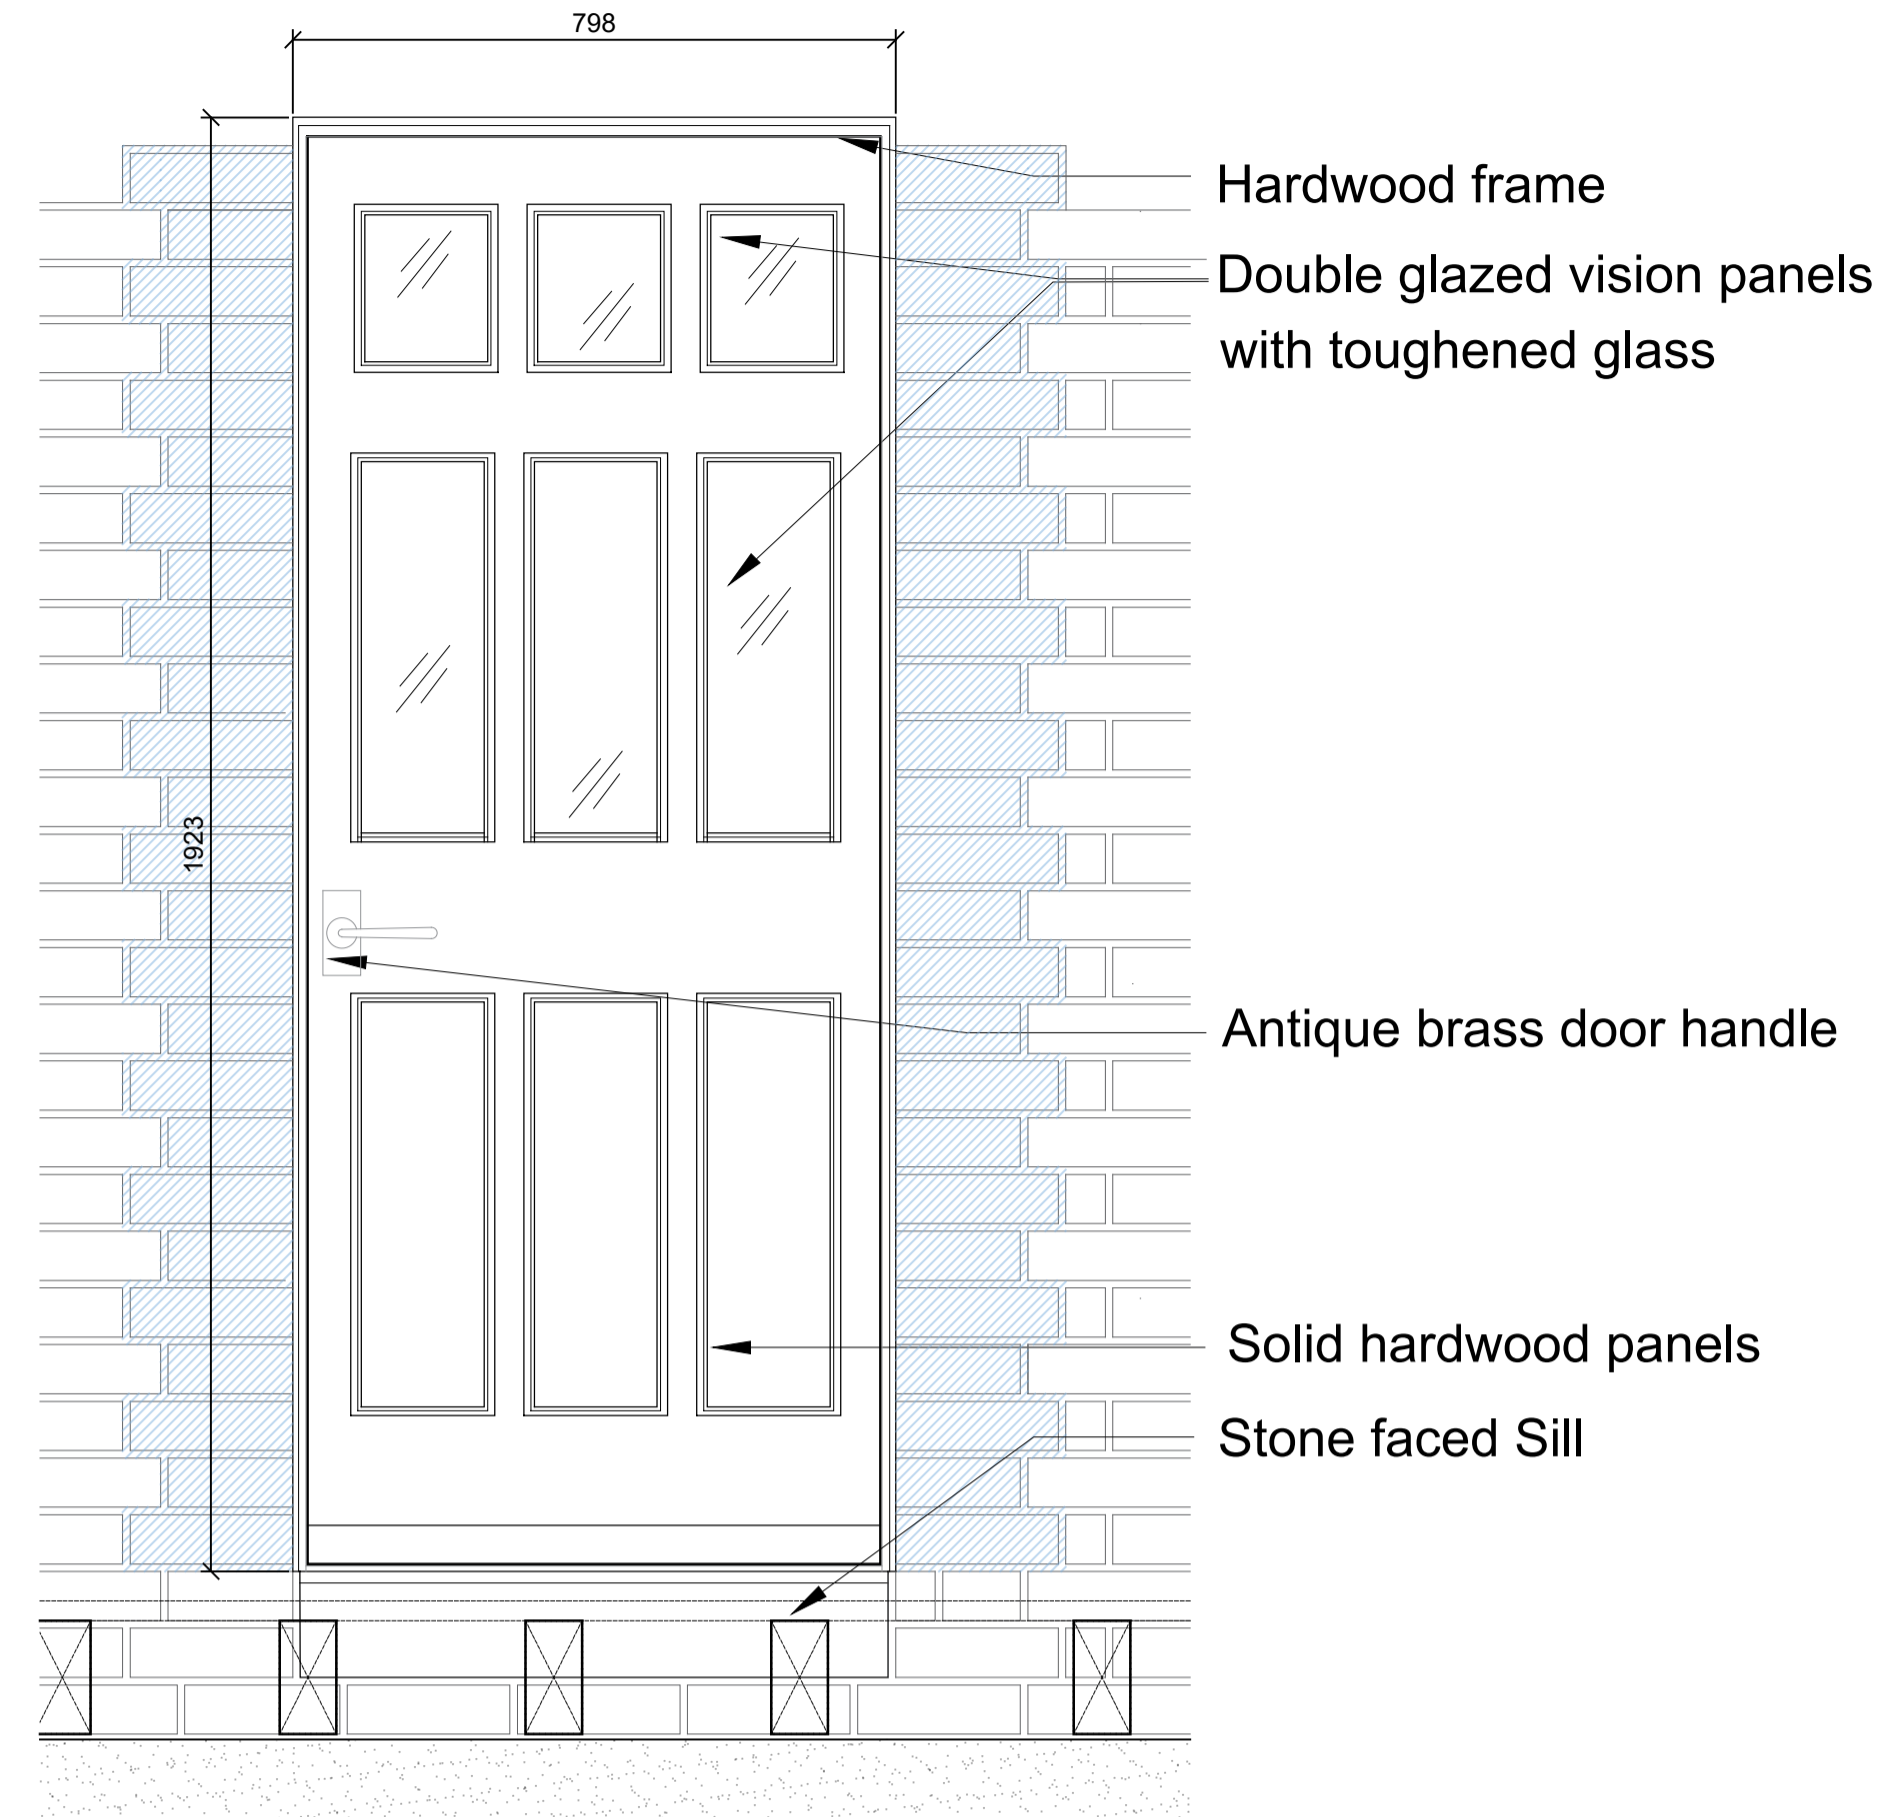 798
Hardwood frame
Double glazed vision panels
with toughened glass
1923
Antique brass door handle
Solid hardwood panels
Stone faced Sill